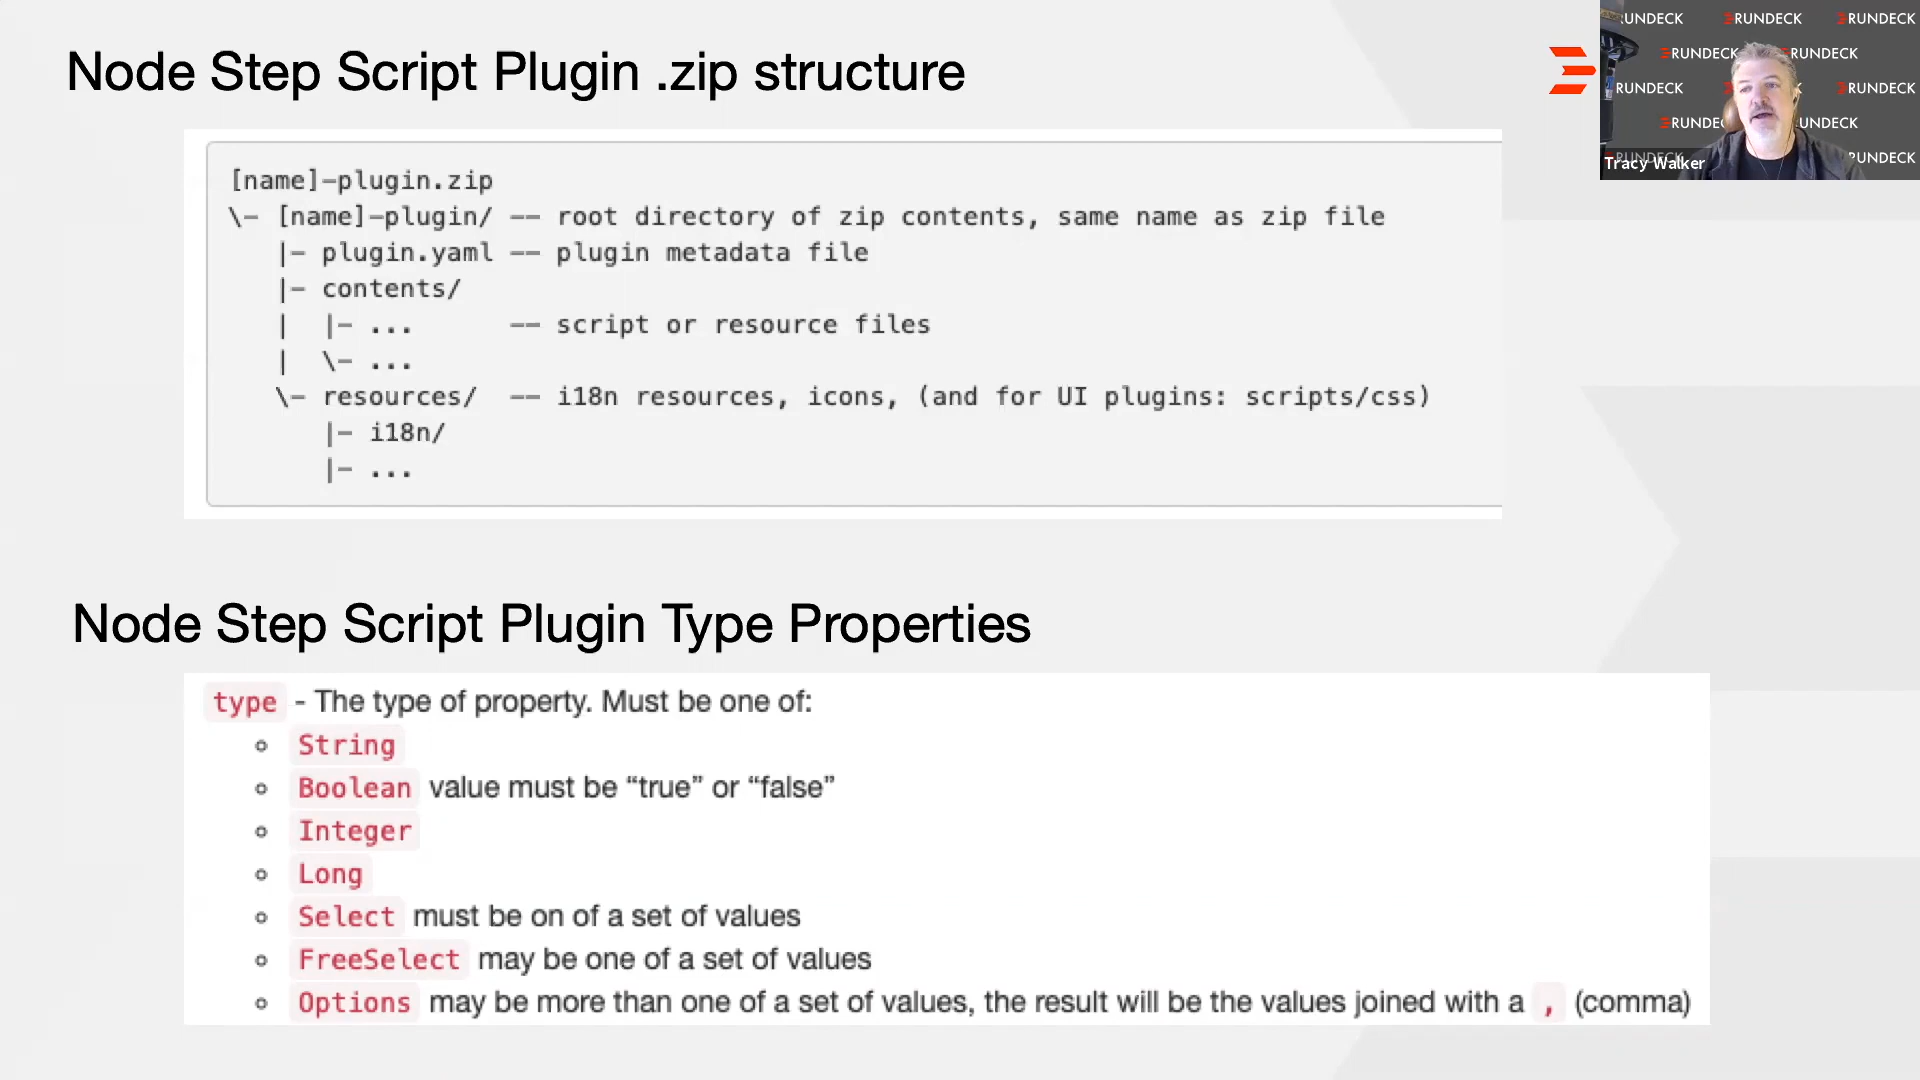 Node Step Script Plugin .zip structure
[name]-plugin.zip
\- [name]-plugin/ -- root directory of zip contents, same name as zip file
|- plugin.yaml -- plugin metadata file
|- contents/
| |- ... -- script or resource files
| \- ...
\- resources/ -- i18n resources, icons, (and for UI plugins: scripts/css)
|- i18n/
|- ...
Node Step Script Plugin Type Properties
type - The type of property. Must be one of:
String
Boolean value must be “true” or “false”
Integer
Long
Select must be on of a set of values
FreeSelect may be one of a set of values
Options may be more than one of a set of values, the result will be the values joined with a , (comma)
RUNDECK RUNDECK RUNDECK
RUNDECK RUNDECK
RUNDECK RUNDECK
RUNDECK RUNDECK
RUNDECK RUNDECK
Tracy Walker